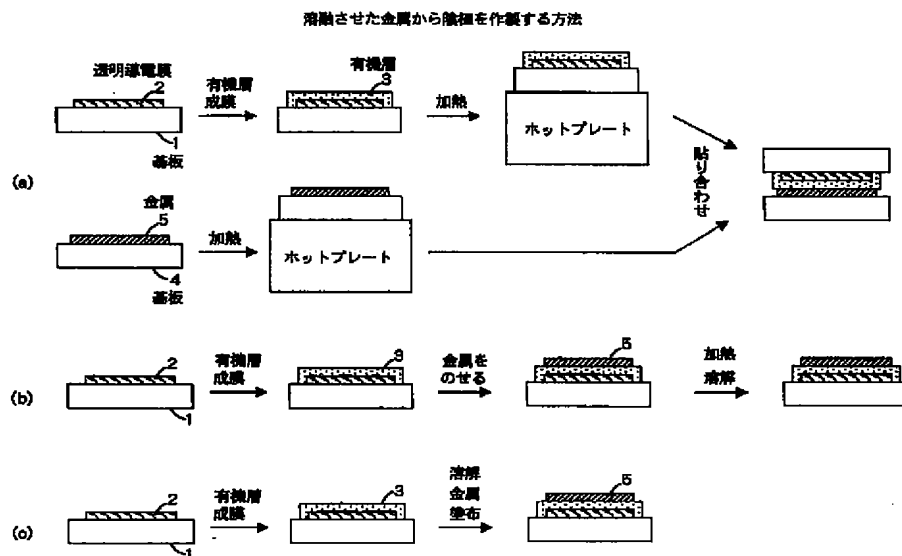 溶融させた金属から陰極を作製する方法
(a)
透明導電膜
2
1
基板
有機層
成膜
有機層
3
加熱
ホットプレート
貼り合わせ
金属
5
4
基板
加熱
ホットプレート
(b)
2
1
有機層
成膜
3
金属を
のせる
5
加熱
溶解
(c)
2
1
有機層
成膜
3
溶解
金属
塗布
5